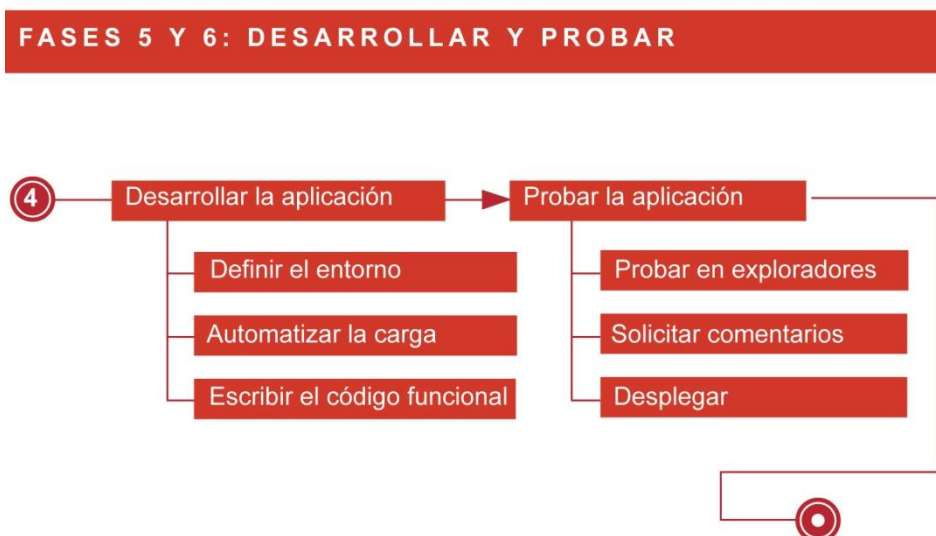 FASES 5 Y 6: DESARROLLAR Y PROBAR
4
Desarrollar la aplicación
Definir el entorno
Automatizar la carga
Escribir el código funcional
Probar la aplicación
Probar en exploradores
Solicitar comentarios
Desplegar